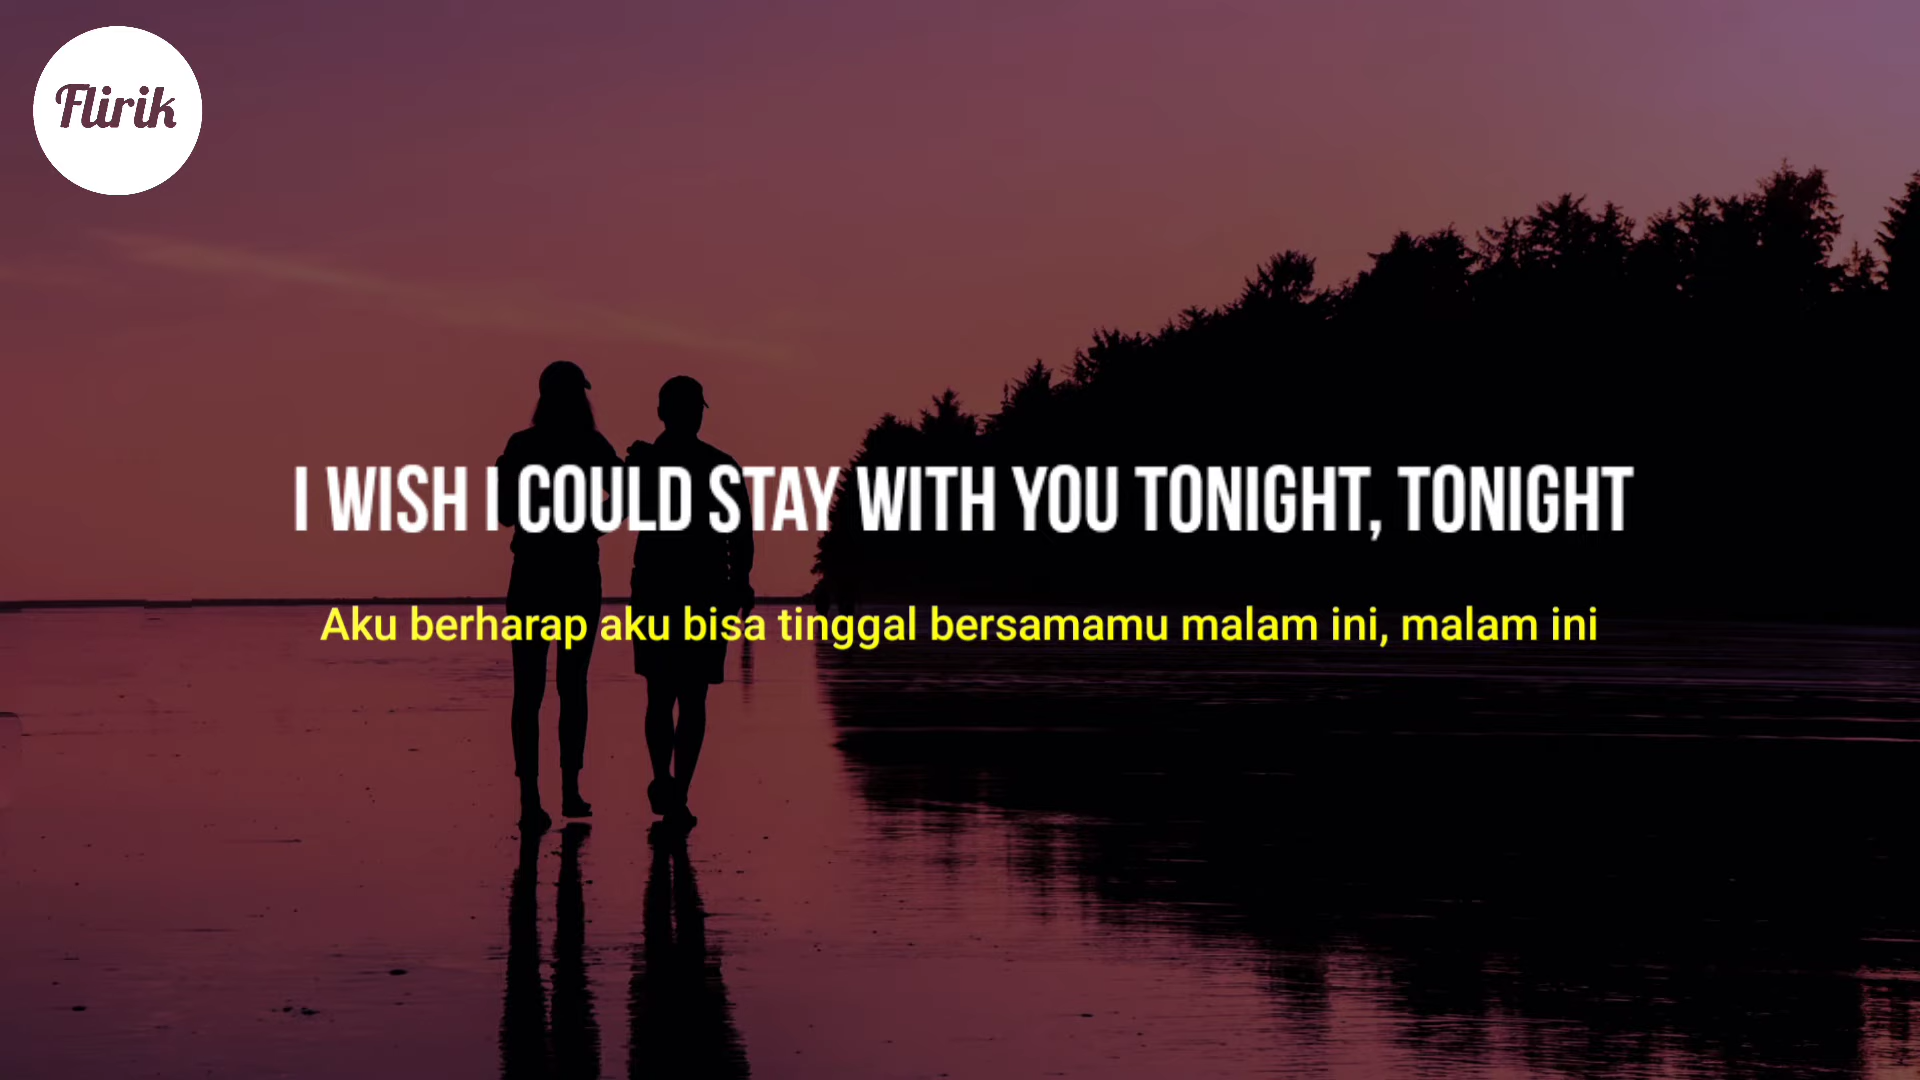 Flirik
I WISH I COULD STAY WITH YOU TONIGHT, TONIGHT
Aku berharap aku bisa tinggal bersamamu malam ini, malam ini